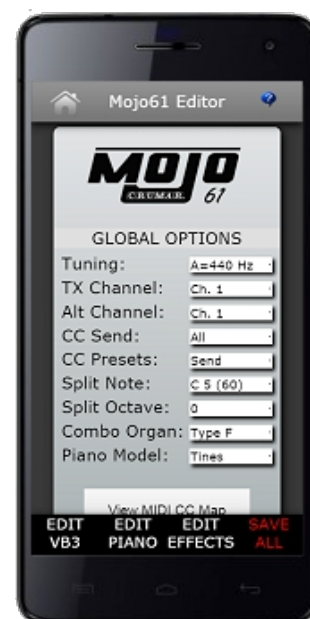 Mojo61 Editor
MOJO
CRUMAR
61
GLOBAL OPTIONS
Tuning: A=440 Hz
TX Channel: Ch. 1
Alt Channel: Ch. 1
CC Send: All
CC Presets: Send
Split Note: C 5 (60)
Split Octave: 0
Combo Organ: Type F
Piano Model: Tines
View MIDI CC Map
EDIT EDIT EDIT SAVE
VB3 PIANO EFFECTS ALL